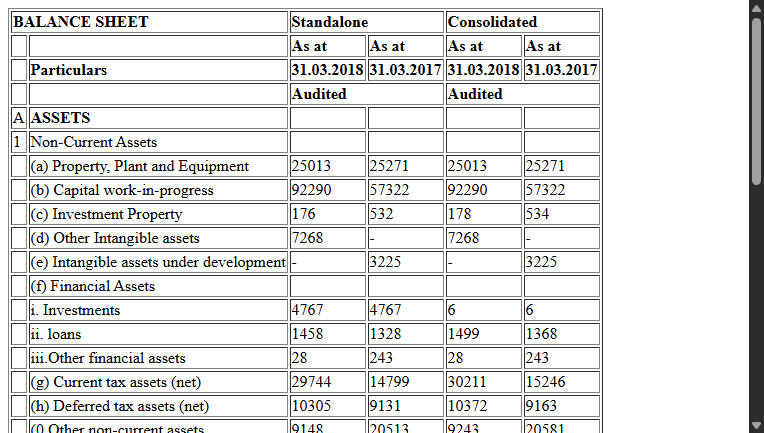 BALANCE SHEET Standalone Consolidated
As at As at As at As at
Particulars 31.03.2018 31.03.2017 31.03.2018 31.03.2017
Audited Audited
A ASSETS
1 Non-Current Assets
(a) Property, Plant and Equipment 25013 25271 25013 25271
(b) Capital work-in-progress 92290 57322 92290 57322
(c) Investment Property 176 532 178 534
(d) Other Intangible assets 7268 - 7268 -
(e) Intangible assets under development - 3225 - 3225
(f) Financial Assets
i. Investments 4767 4767 6 6
ii. loans 1458 1328 1499 1368
iii.Other financial assets 28 243 28 243
(g) Current tax assets (net) 29744 14799 30211 15246
(h) Deferred tax assets (net) 10305 9131 10372 9163
(0 Other non-current assets 9148 20513 9243 20581